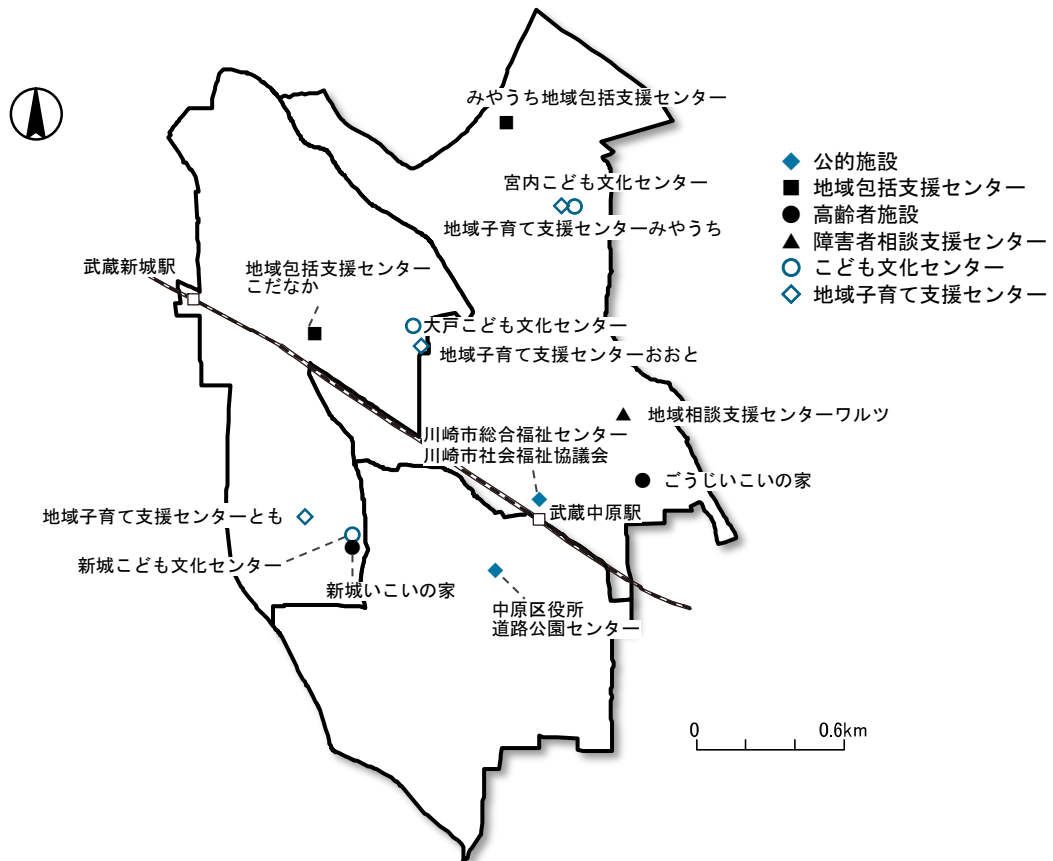 みやうち地域包括支援センター
宮内こども文化センター
地域子育て支援センターみやうち
公的施設
地域包括支援センター
高齢者施設
障害者相談支援センター
こども文化センター
地域子育て支援センター
武蔵新城駅
地域包括支援センター
こだなか
大戸こども文化センター
地域子育て支援センターおおと
地域相談支援センターワルツ
川崎市総合福祉センター
川崎市社会福祉協議会
ごうじいこいの家
武蔵中原駅
地域子育て支援センターとも
新城こども文化センター
新城いこいの家
中原区役所
道路公園センター
0 0.6km